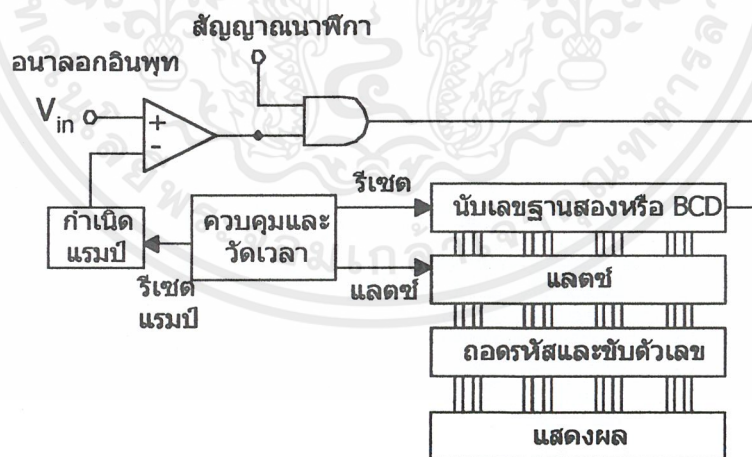 สัญญาณนาฬิกา
อนาลอกอินพุท
V in
+
-
รีเซต
กำเนิด
แรมป์
ควบคุมและ
วัดเวลา
นับเลขฐานสองหรือ BCD
รีเซต
แรมป์
แลตซ์
แลตซ์
ถอดรหัสและขับตัวเลข
แสดงผล